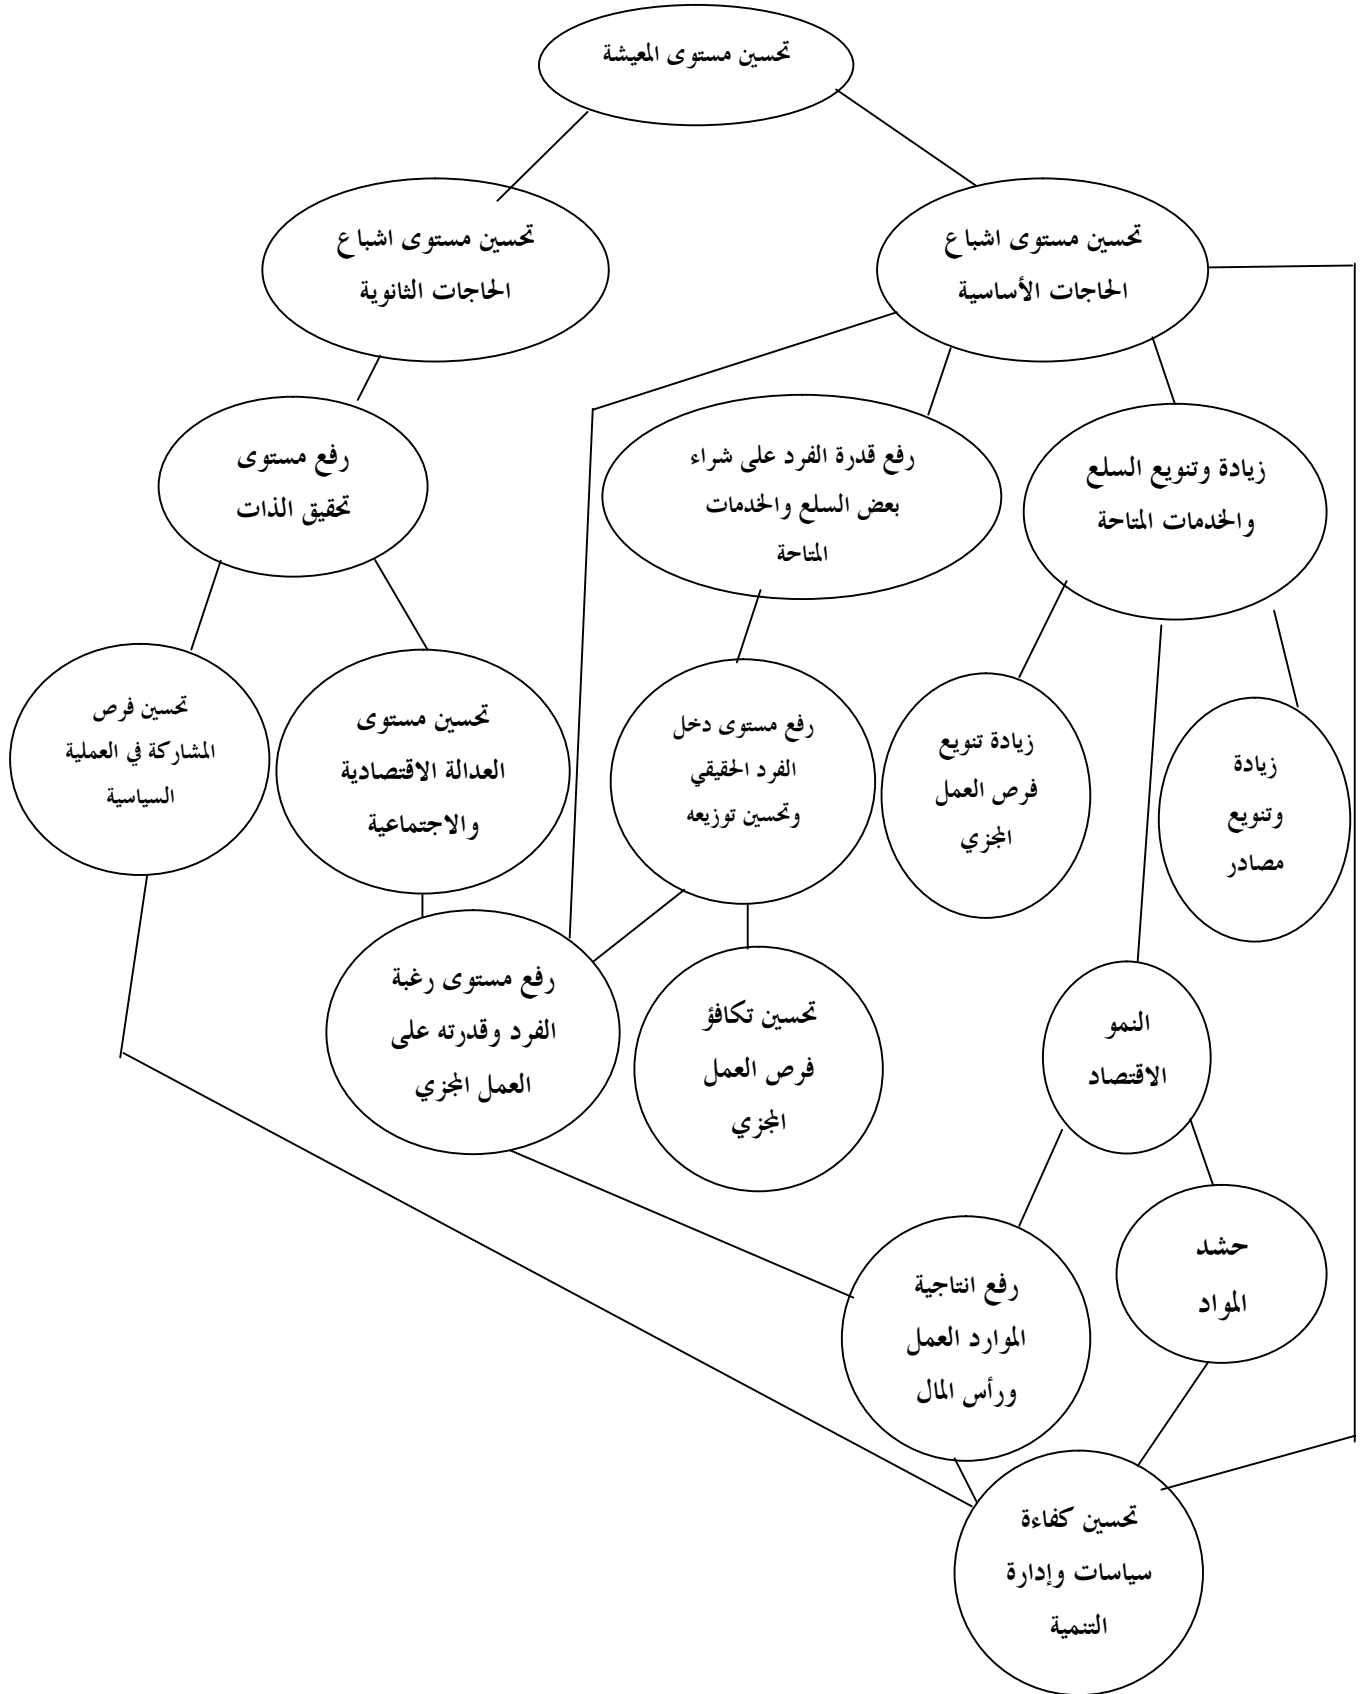 تحسين مستوى المعيشة
تحسين مستوى اشباع
الحاجات الأساسية
تحسين مستوى اشباع
الحاجات الثانوية
زيادة وتنويع السلع
والخدمات المتاحة
رفع قدرة الفرد على شراء
بعض السلع والخدمات
المتاحة
رفع مستوى
تحقيق الذات
زيادة
وتنويع
مصادر
زيادة تنويع
فرص العمل
المجزي
رفع مستوى دخل
الفرد الحقيقي
وتحسين توزيعه
تحسين مستوى
العدالة الاقتصادية
والاجتماعية
تحسين فرص
المشاركة في العملية
السياسية
النمو
الاقتصاد
تحسين تكافؤ
فرص العمل
المجزي
رفع مستوى رغبة
الفرد وقدرته على
العمل المجزي
حشد
المواد
رفع انتاجية
الموارد العمل
ورأس المال
تحسين كفاءة
سياسات وإدارة
التنمية